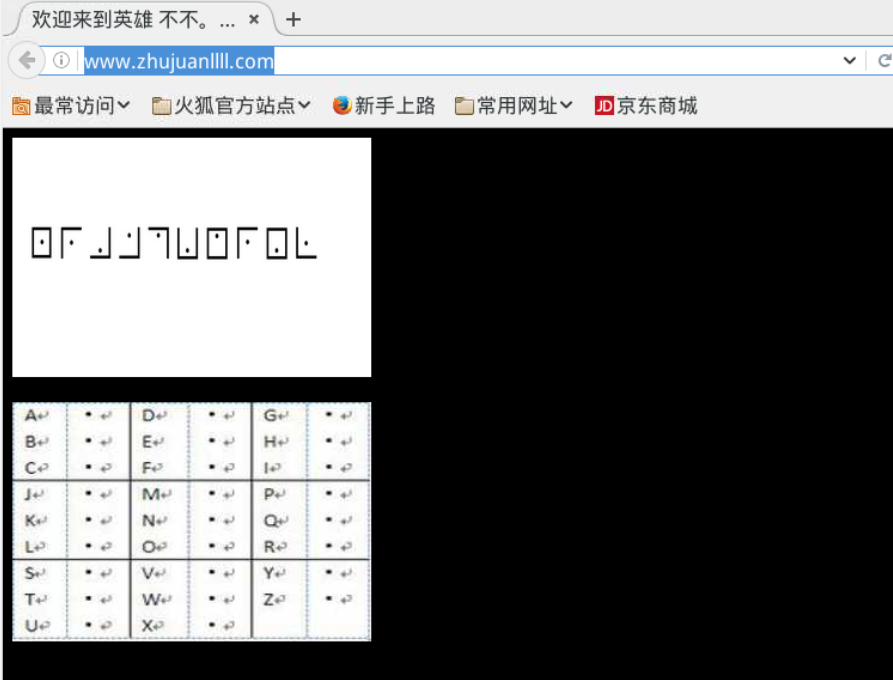 欢迎来到英雄 不不。... ×
www.zhujuanllll.com
最常访问 火狐官方站点 新手上路 常用网址 JD 京东商城
A↵ • ↵ D↵ • ↵ G↵ • ↵
B↵ • ↵ E↵ • ↵ H↵ • ↵
C↵ • ↵ F↵ • ↵ I↵ • ↵
J↵ • ↵ M↵ • ↵ P↵ • ↵
K↵ • ↵ N↵ • ↵ Q↵ • ↵
L↵ • ↵ O↵ • ↵ R↵ • ↵
S↵ • ↵ V↵ • ↵ Y↵ • ↵
T↵ • ↵ W↵ • ↵ Z↵ • ↵
U↵ • ↵ X↵ • ↵